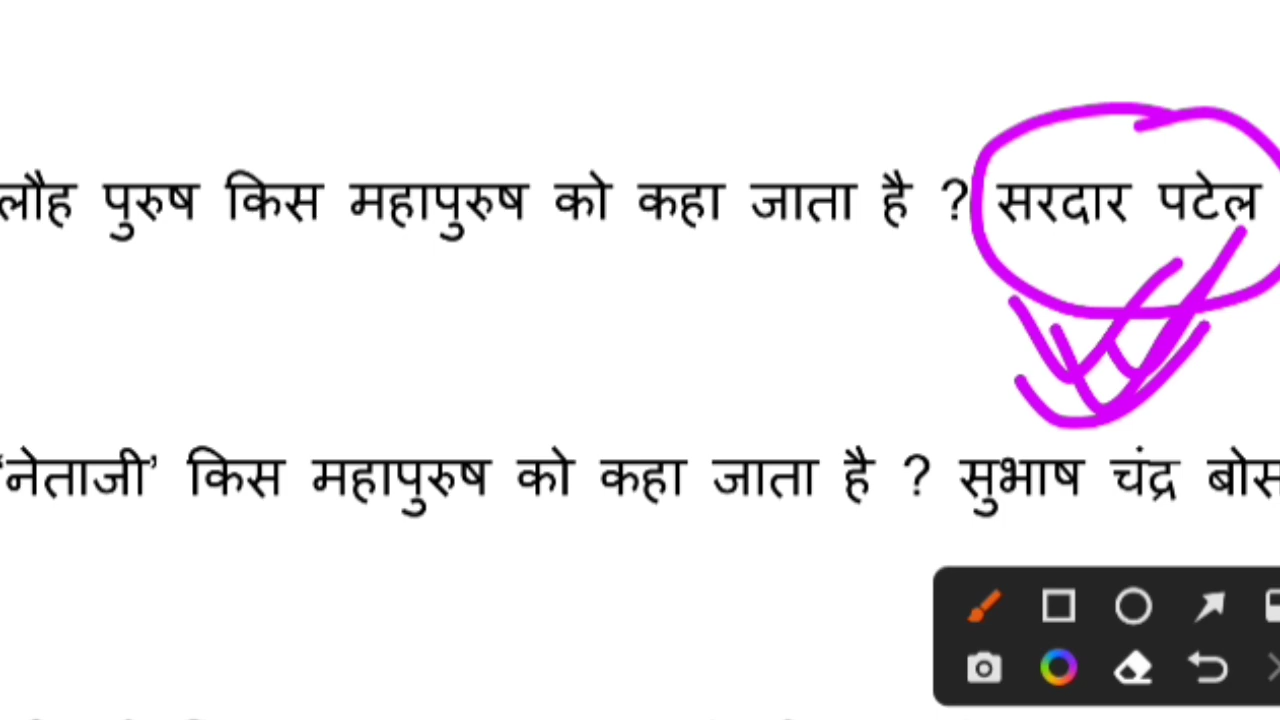 लौह पुरुष किस महापुरुष को कहा जाता है ? सरदार पटेल
'नेताजी’ किस महापुरुष को कहा जाता है ? सुभाष चंद्र बोस